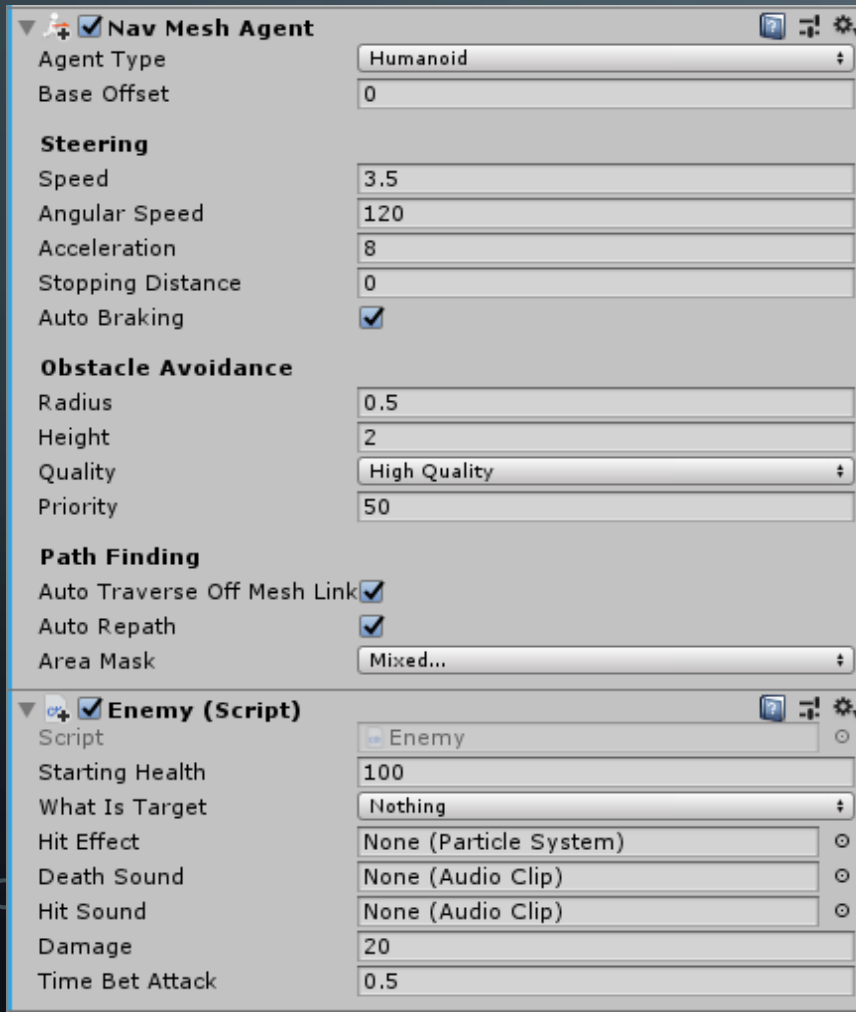 Nav Mesh Agent
Agent Type Humanoid
Base Offset 0
Steering
Speed 3.5
Angular Speed 120
Acceleration 8
Stopping Distance 0
Auto Braking
Obstacle Avoidance
Radius 0.5
Height 2
Quality High Quality
Priority 50
Path Finding
Auto Traverse Off Mesh Link
Auto Repath
Area Mask Mixed...
Enemy (Script)
Script Enemy
Starting Health 100
What Is Target Nothing
Hit Effect None (Particle System)
Death Sound None (Audio Clip)
Hit Sound None (Audio Clip)
Damage 20
Time Bet Attack 0.5